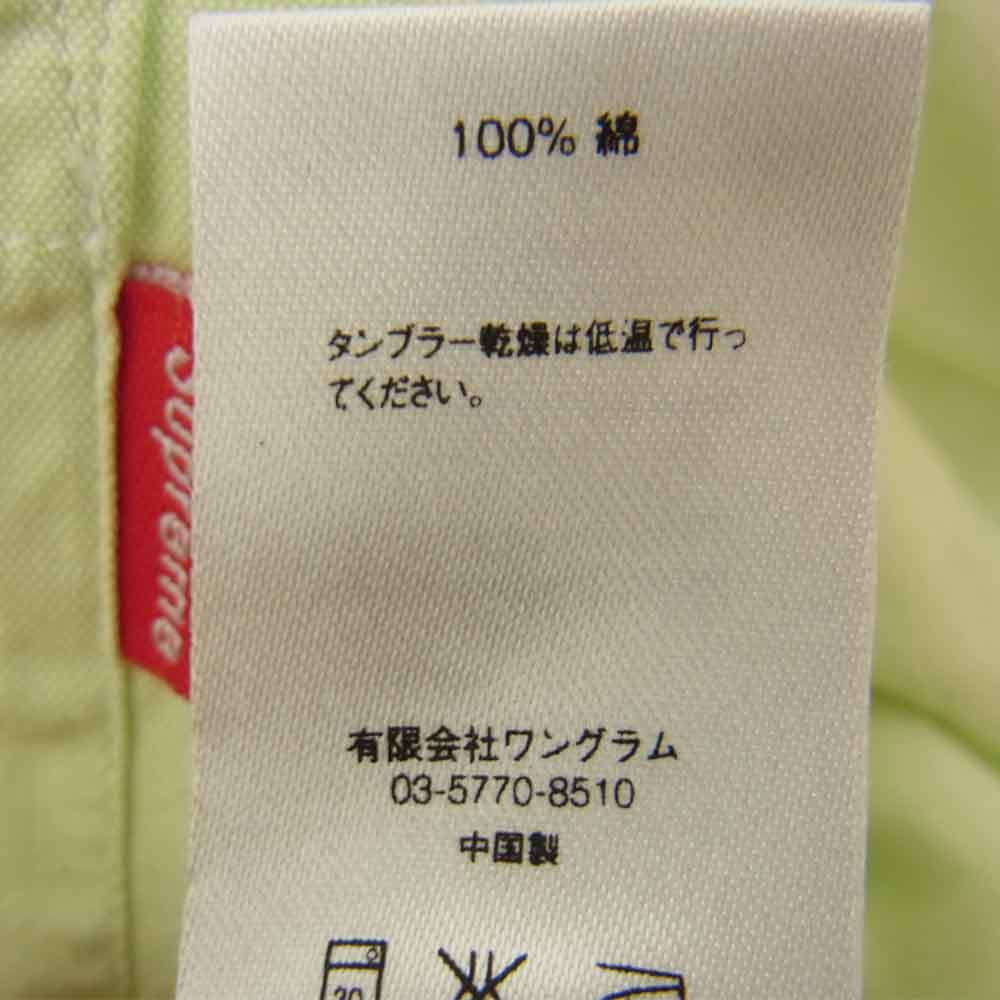 100% 綿
タンブラー乾燥は低温で行っ
てください。
Supreme
有限会社ワングラム
03-5770-8510
中国製
30